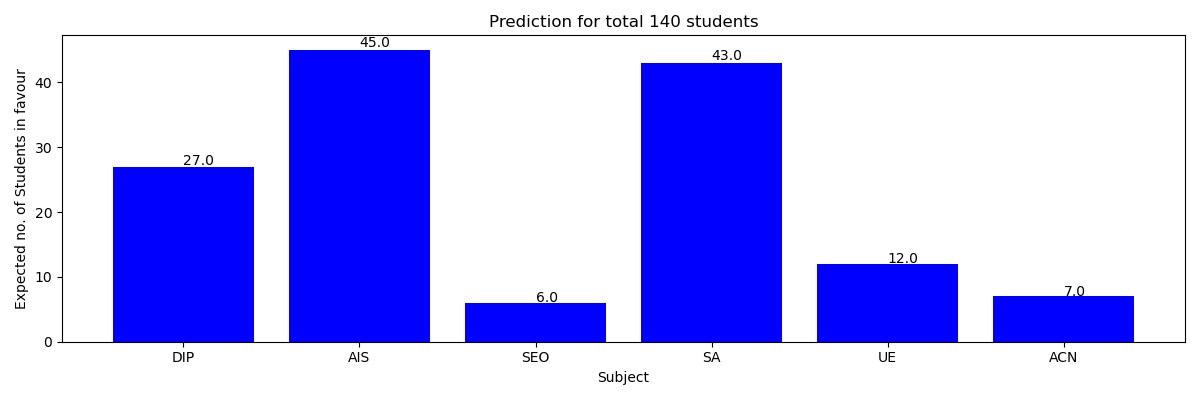 Prediction for total 140 students
Expected no. of Students in favour
40
30
20
10
0
27.0
45.0
6.0
43.0
12.0
7.0
DIP
AIS
SEO
SA
UE
ACN
Subject